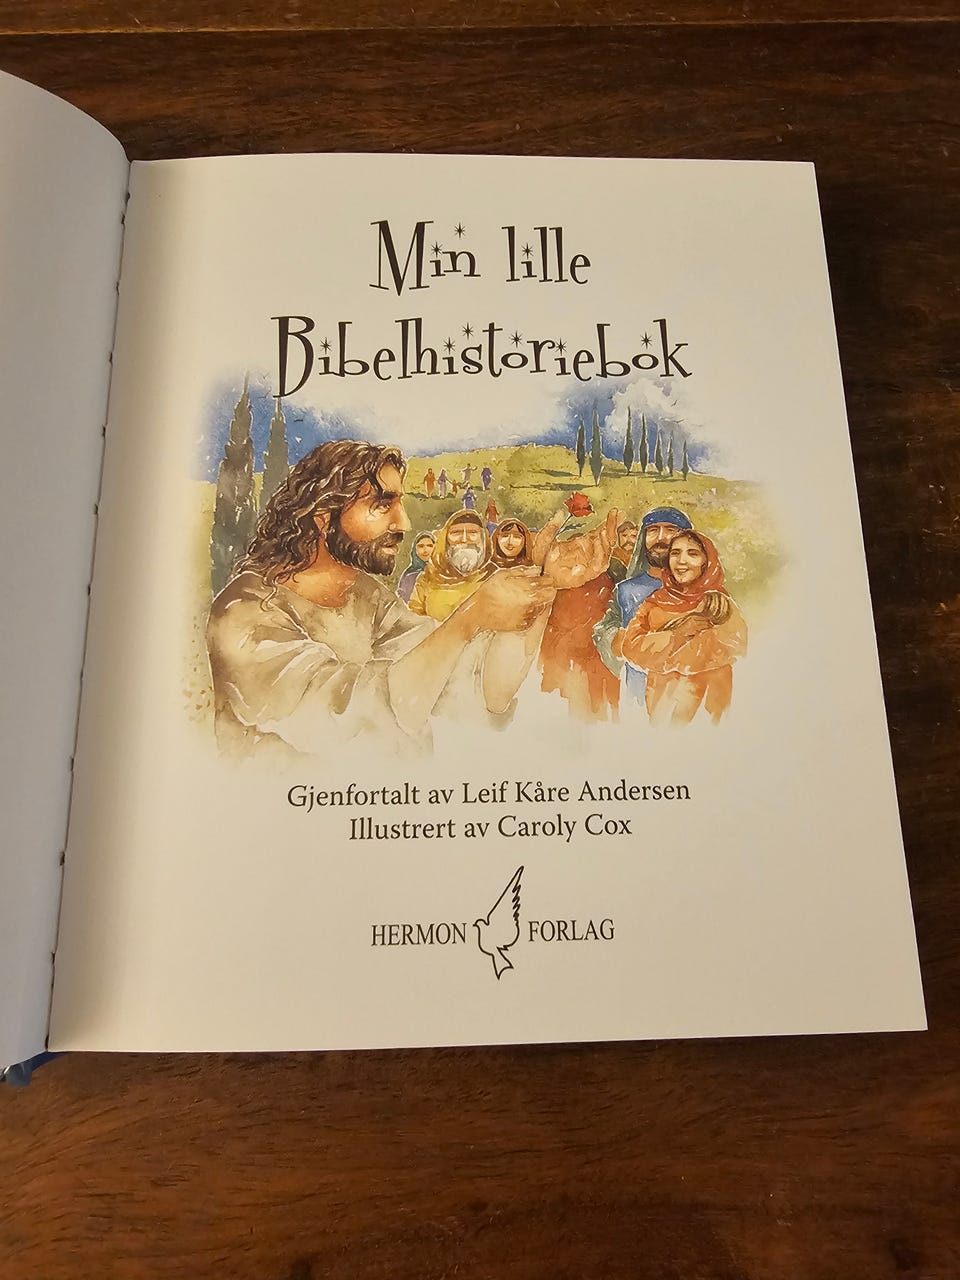 Min lille
Bibelhistoriebok
Gjenfortalt av Leif Kåre Andersen
Illustrert av Caroly Cox
HERMON FORLAG